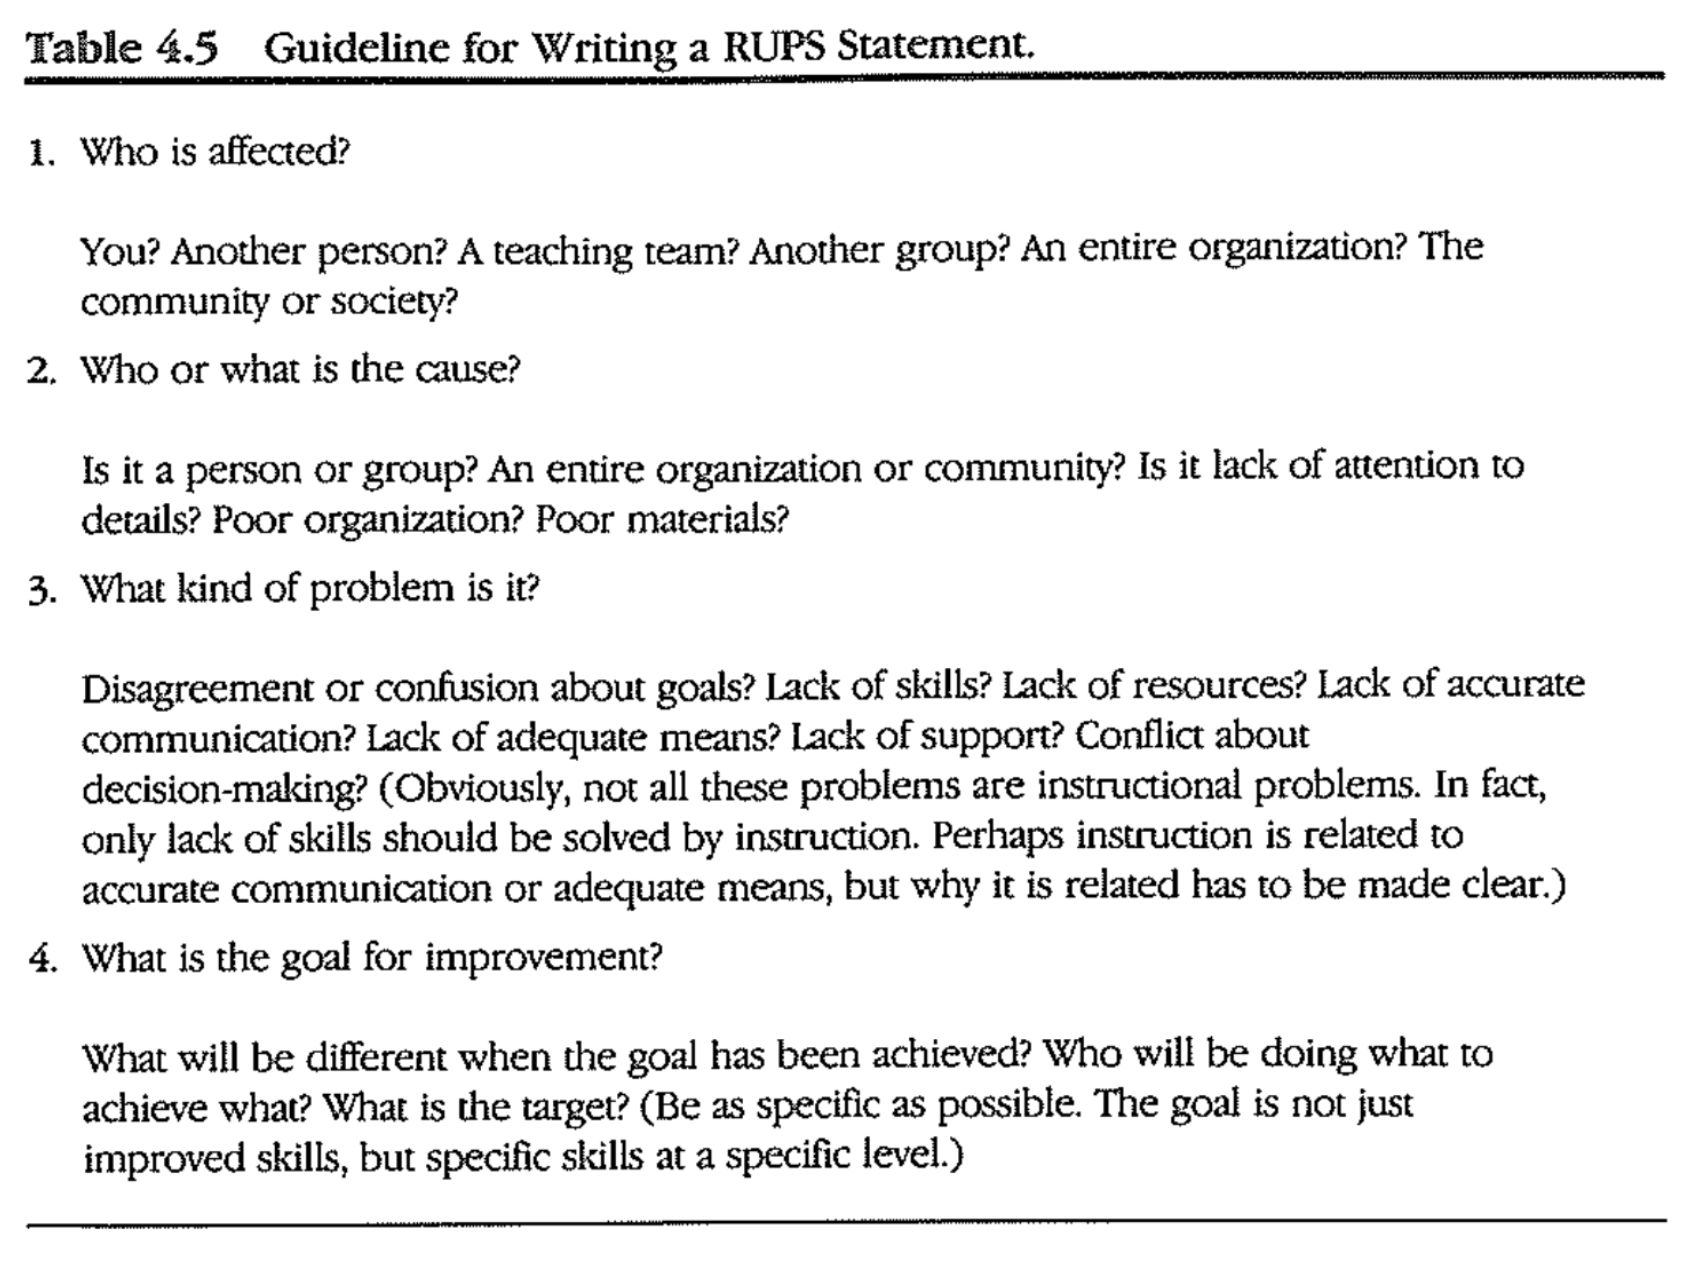 Table 4.5 Guideline for Writing a RUPS Statement.
1. Who is affected?
You? Another person? A teaching team? Another group? An entire organization? The
community or society?
2. Who or what is the cause?
Is it a person or group? An entire organization or community? Is it lack of attention to
details? Poor organization? Poor materials?
3. What kind of problem is it?
Disagreement or confusion about goals? Lack of skills? Lack of resources? Lack of accurate
communication? Lack of adequate means? Lack of support? Conflict about
decision-making? (Obviously, not all these problems are instructional problems. In fact,
only lack of skills should be solved by instruction. Perhaps instruction is related to
accurate communication or adequate means, but why it is related has to be made clear.)
4. What is the goal for improvement?
What will be different when the goal has been achieved? Who will be doing what to
achieve what? What is the target? (Be as specific as possible. The goal is not just
improved skills, but specific skills at a specific level.)